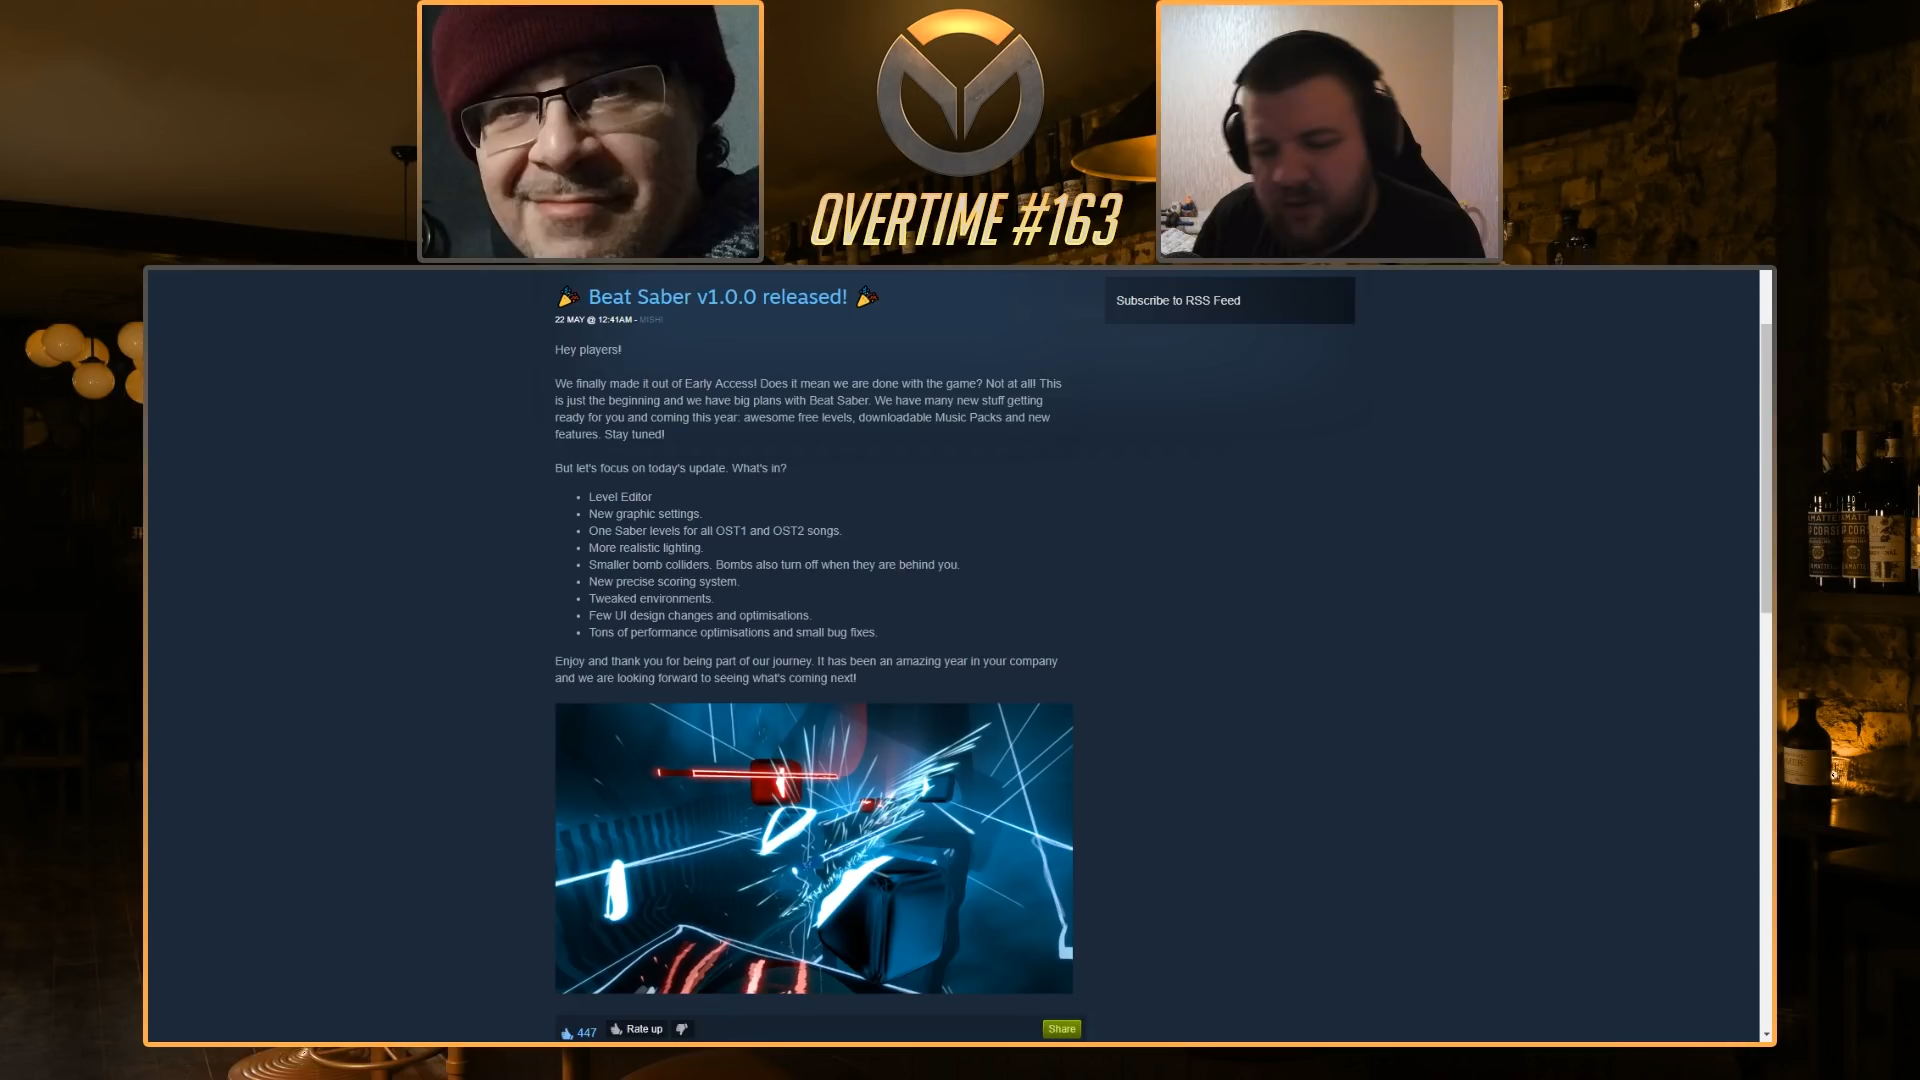 OVERTIME #163
Beat Saber v1.0.0 released!
22 MAY @ 12:41AM - MISHI
Subscribe to RSS Feed
Hey players!
We finally made it out of Early Access! Does it mean we are done with the game? Not at all! This
is just the beginning and we have big plans with Beat Saber. We have many new stuff getting
ready for you and coming this year: awesome free levels, downloadable Music Packs and new
features. Stay tuned!
But let's focus on today's update. What's in?
• Level Editor
• New graphic settings.
• One Saber levels for all OST1 and OST2 songs.
• More realistic lighting.
• Smaller bomb colliders. Bombs also turn off when they are behind you.
• New precise scoring system.
• Tweaked environments.
• Few UI design changes and optimisations.
• Tons of performance optimisations and small bug fixes.
Enjoy and thank you for being part of our journey. It has been an amazing year in your company
and we are looking forward to seeing what's coming next!
447
Rate up
Share